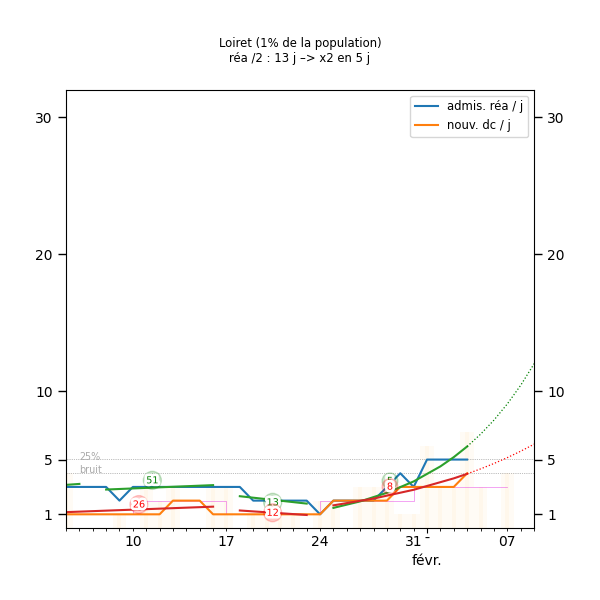 Loiret (1% de la population)
réa /2 : 13 j –> x2 en 5 j
admis. réa / j
nouv. dc / j
30 30
20 20
10 10
25%
5 5
bruit
51
5
8
26
13
12
1 1
10 17 24 31 07
févr.